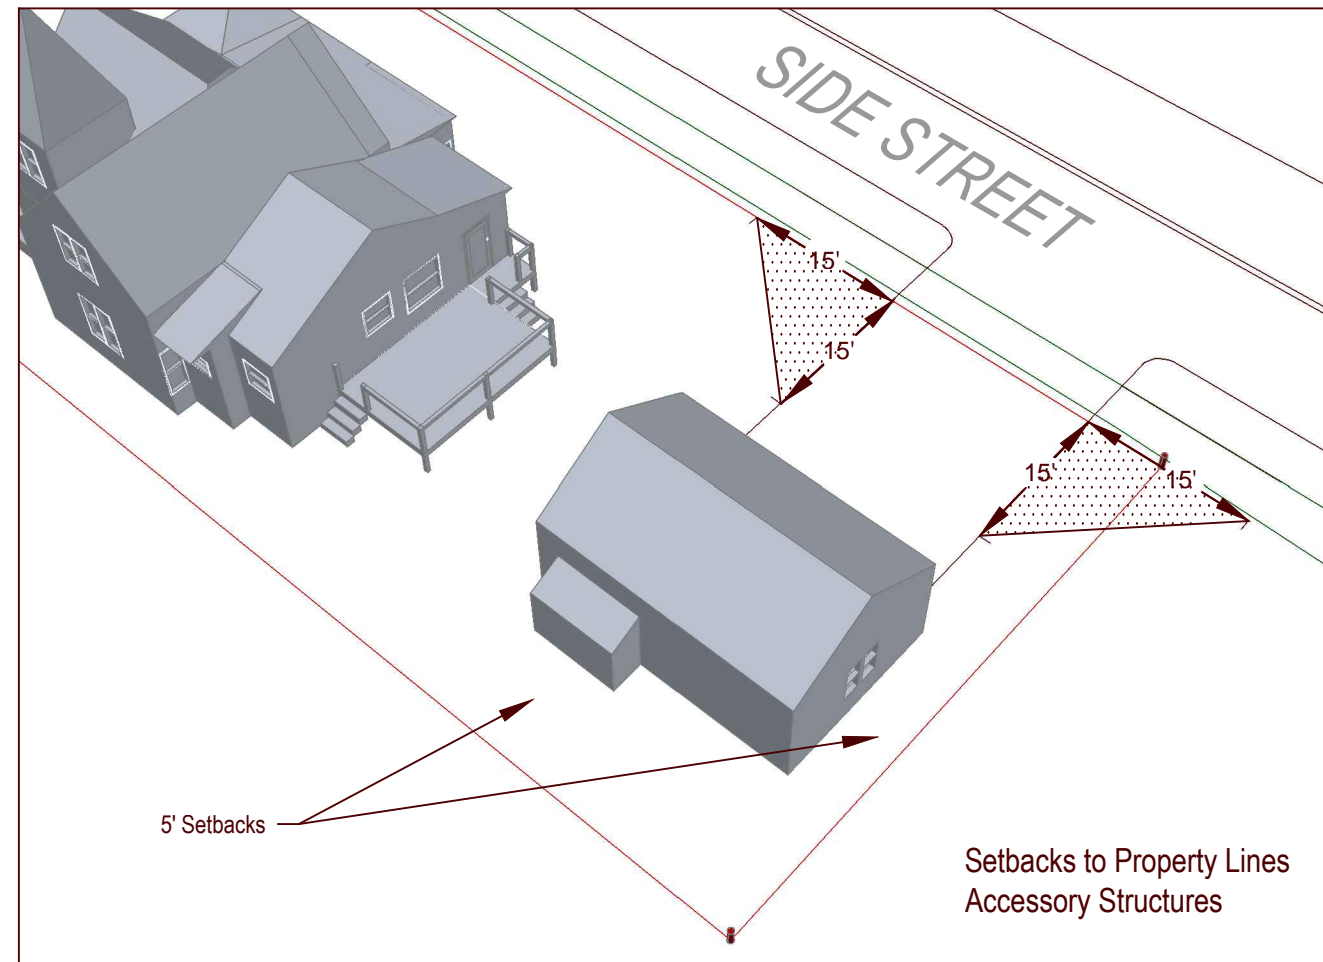 SIDE STREET
15'
15'
15'
15'
5' Setbacks
Setbacks to Property Lines
Accessory Structures